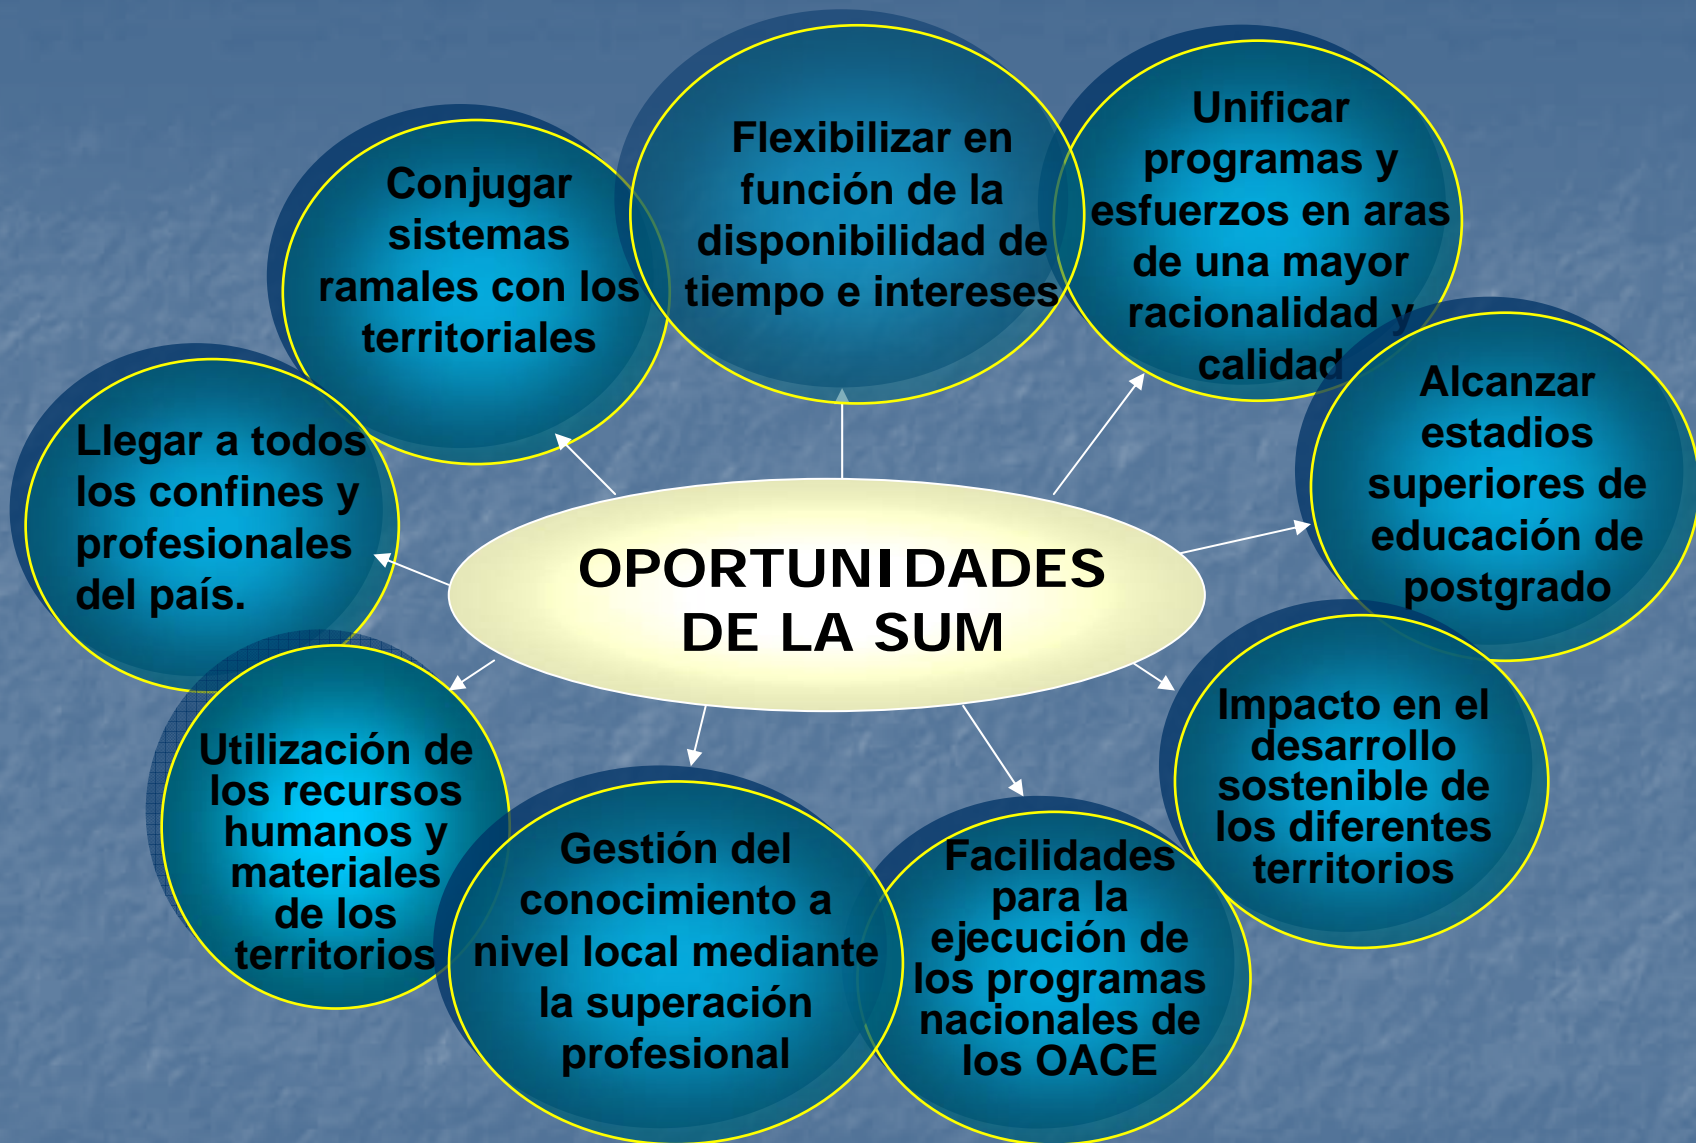 Flexibilizar en
función de la
disponibilidad de
tiempo e intereses
Unificar
programas y
esfuerzos en aras
de una mayor
racionalidad y
calidad
Conjugar
sistemas
ramales con los
territoriales
Alcanzar
estadios
superiores de
educación de
postgrado
Llegar a todos
los confines y
profesionales
del país.
OPORTUNIDADES
DE LA SUM
Impacto en el
desarrollo
sostenible de
los diferentes
territorios
Utilización de
los recursos
humanos y
materiales
de los
territorios
Gestión del
conocimiento a
nivel local mediante
la superación
profesional
Facilidades
para la
ejecución de
los programas
nacionales de
los OACE